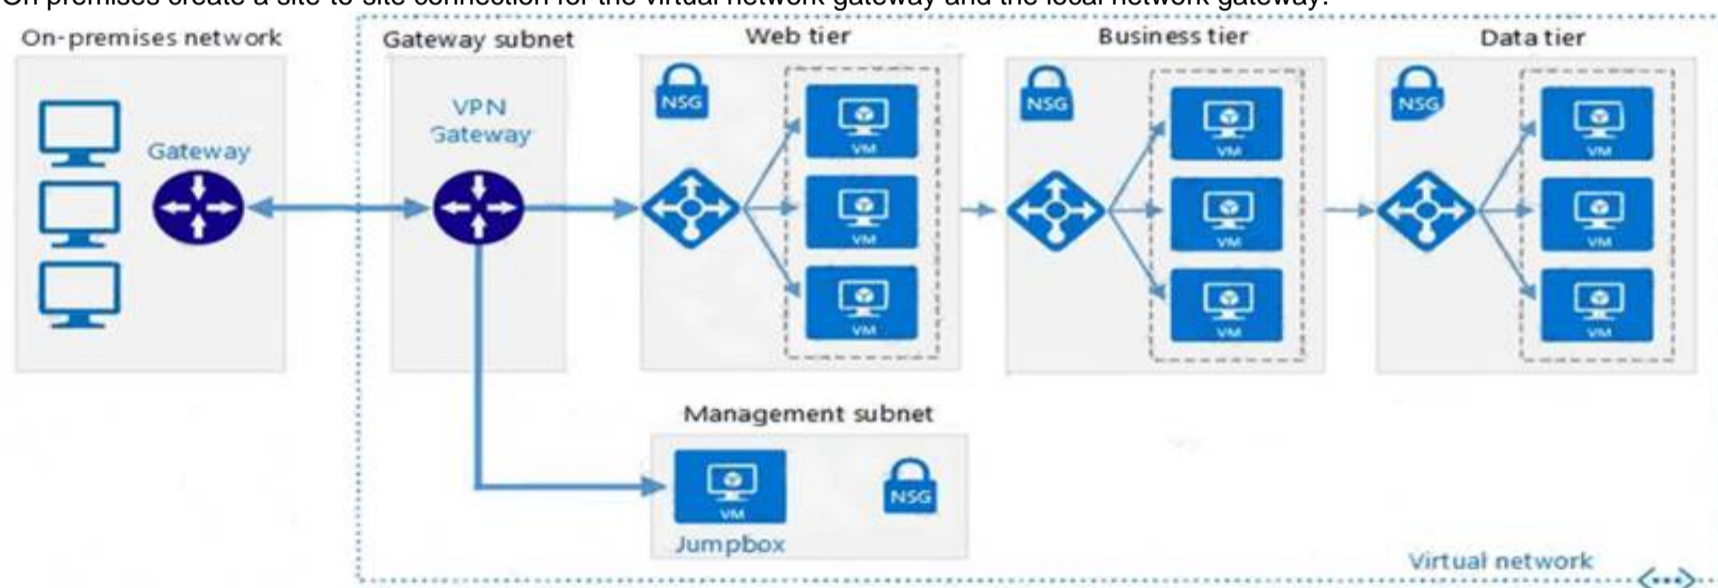 On premises create a site-to-site connection for the virtual network gateway and the local network gateway.
On-premises network
Gateway subnet
Web tier
Business tier
Data tier
NSG
NSG
NSG
VPN
Gateway
Gateway
VM
VM
VM
VM
VM
VM
VM
VM
VM
Management subnet
VM
NSG
Jumpbox
Virtual network